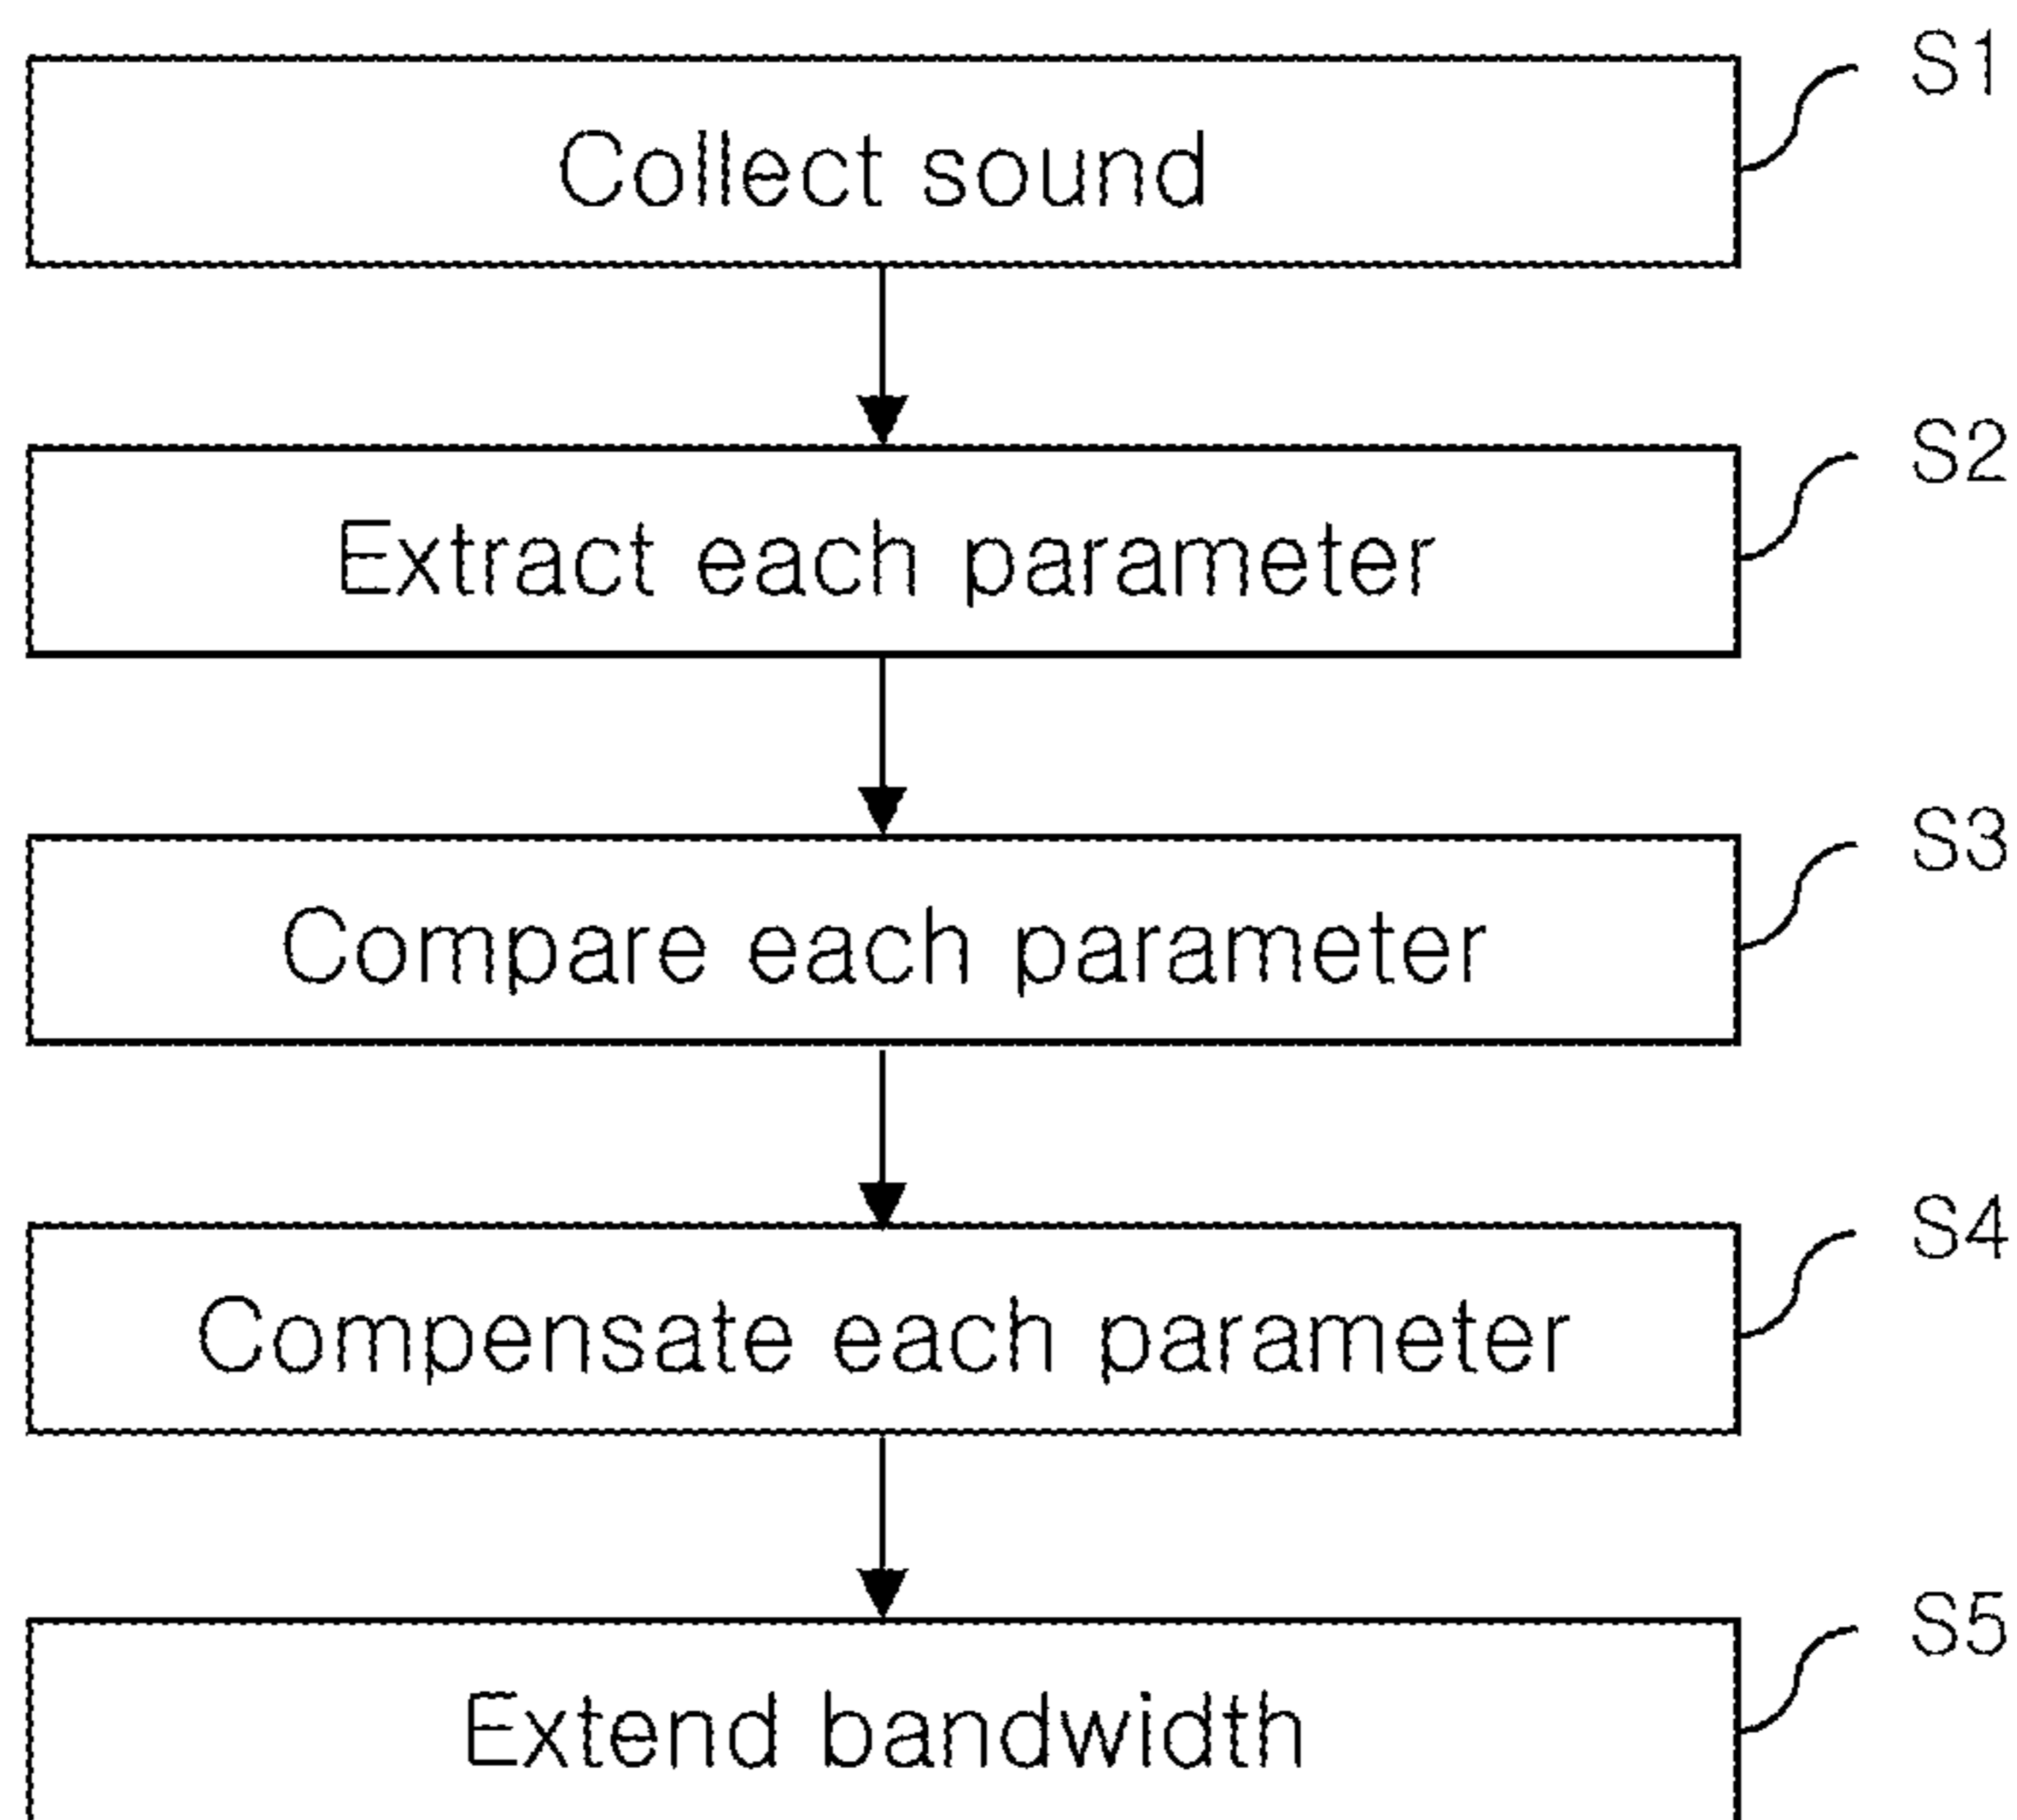 S1
Collect sound
S2
Extract each parameter
S3
Compare each parameter
S4
Compensate each parameter
S5
Extend bandwidth